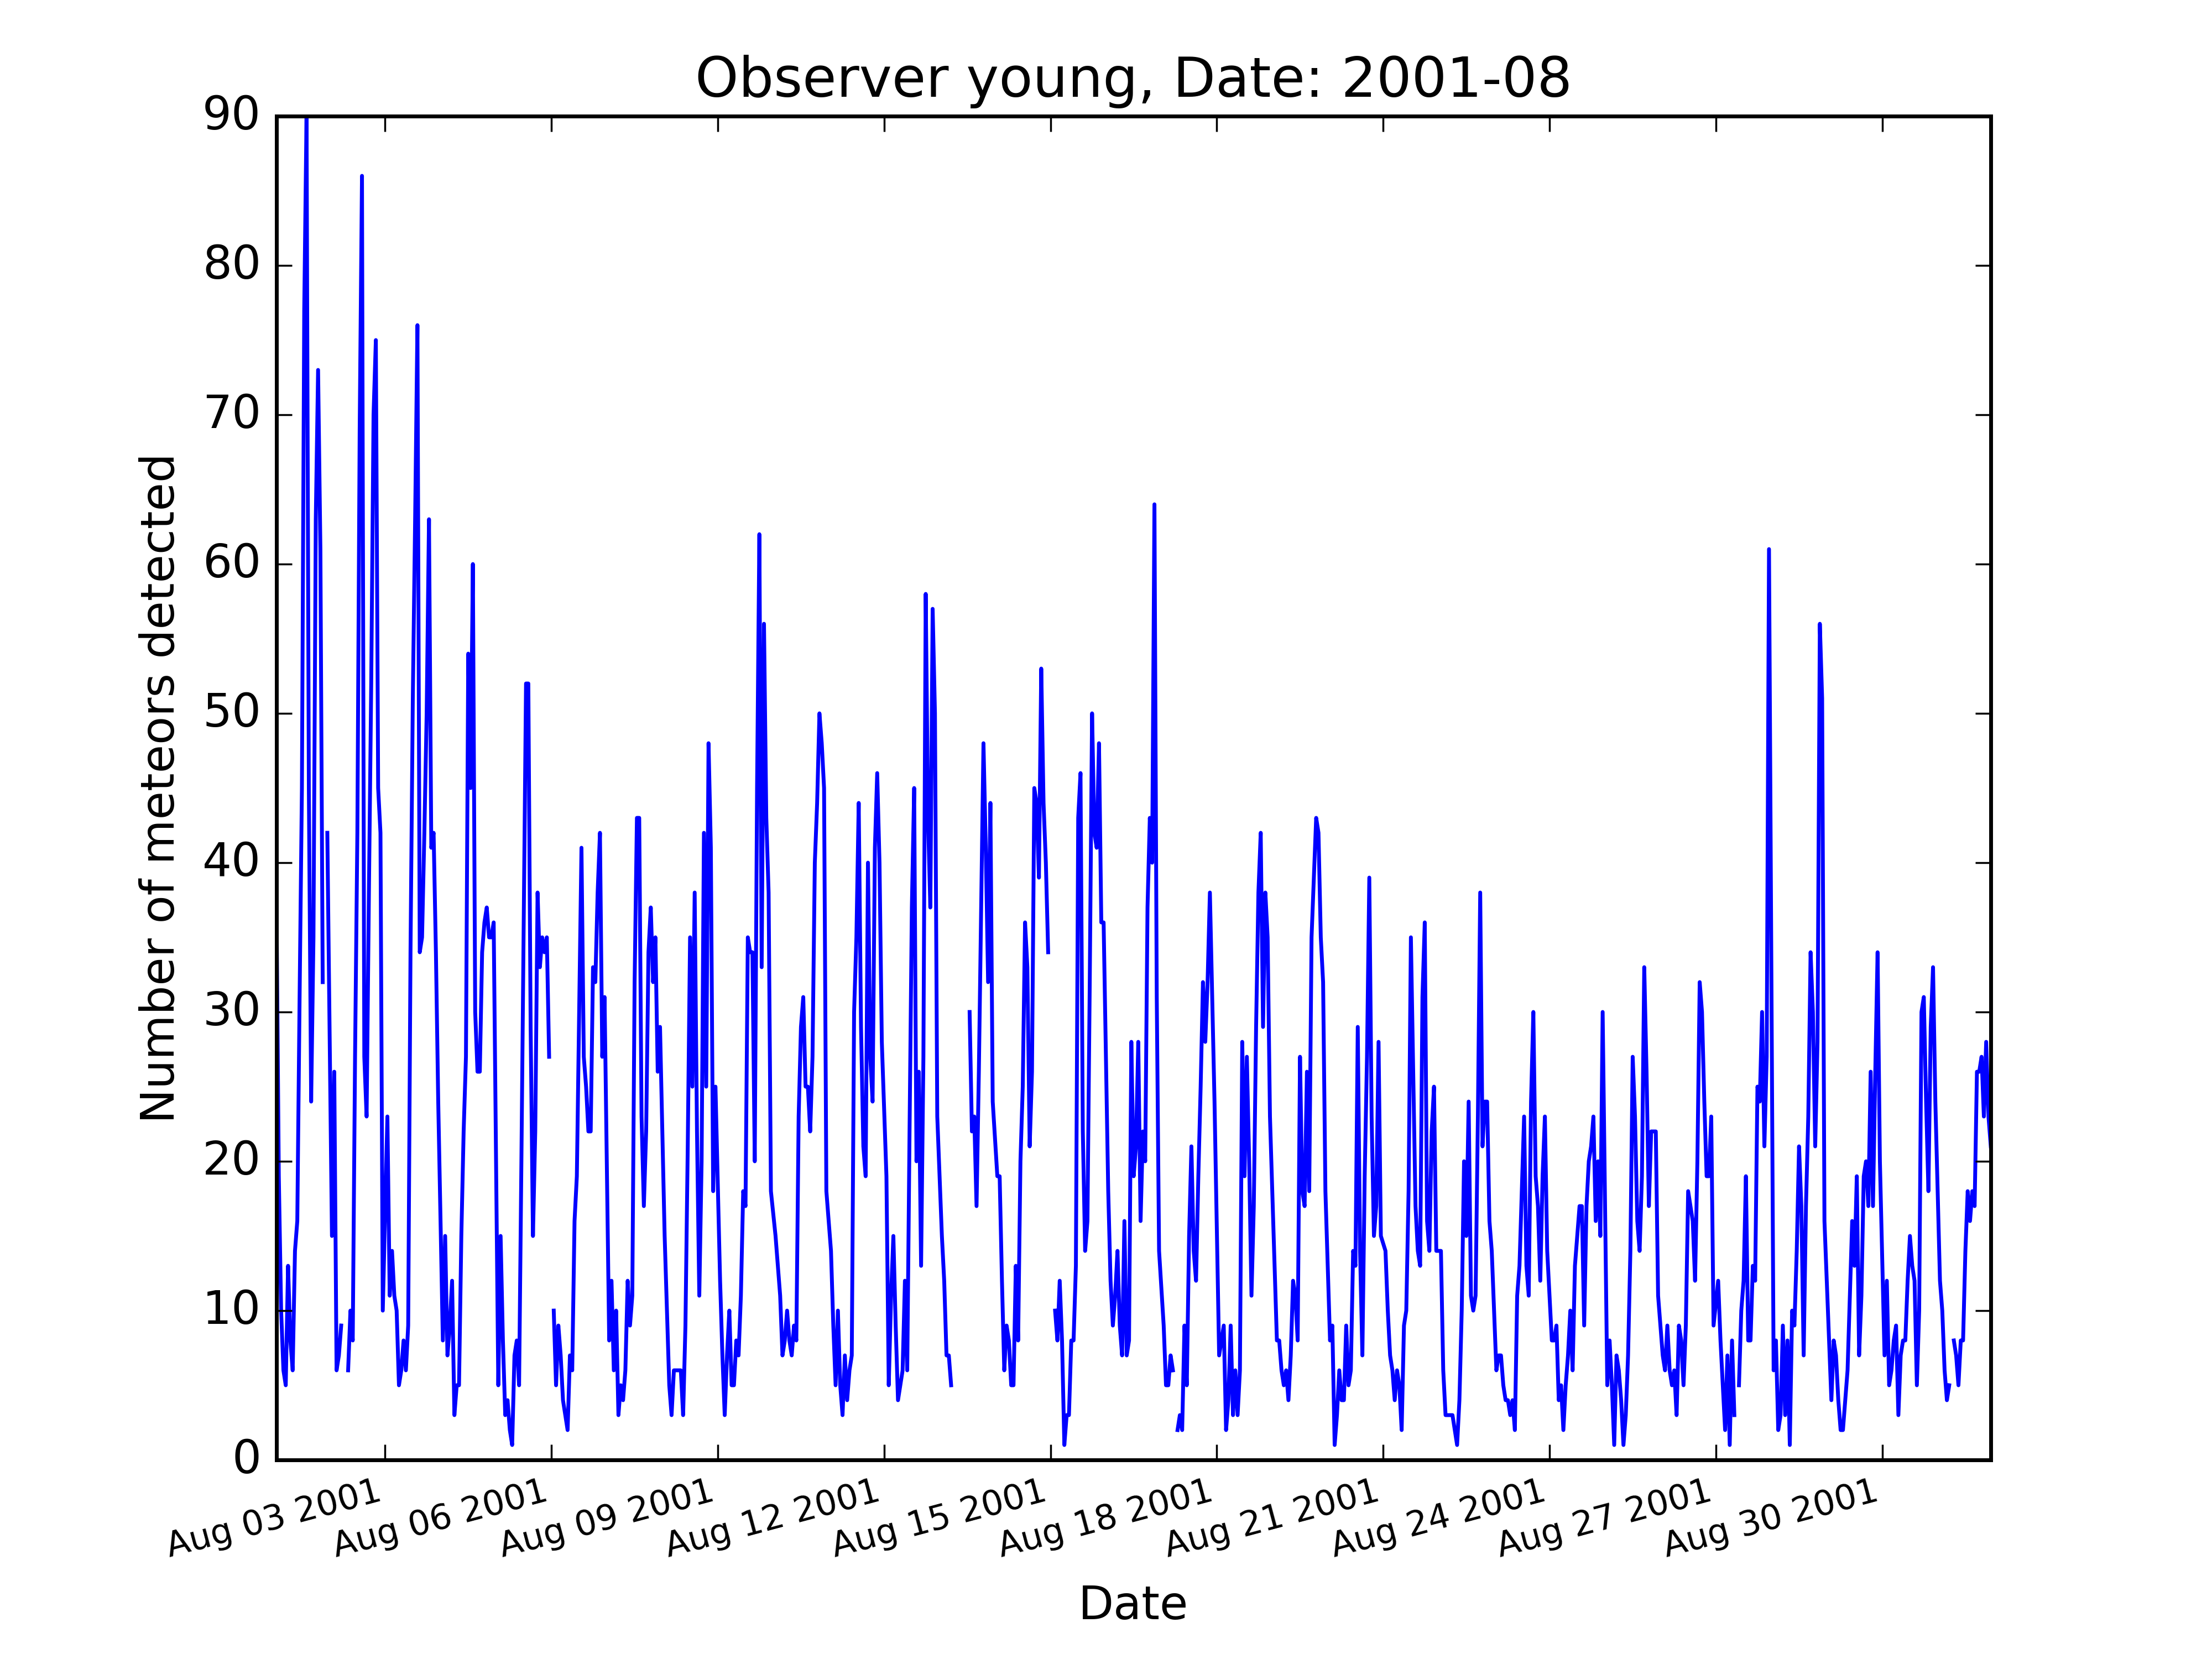 Observer young, Date: 2001-08
Number of meteors detected
90
80
70
60
50
40
30
20
10
0
Aug 03 2001
Aug 06 2001
Aug 09 2001
Aug 12 2001
Aug 15 2001
Aug 18 2001
Aug 21 2001
Aug 24 2001
Aug 27 2001
Aug 30 2001
Date